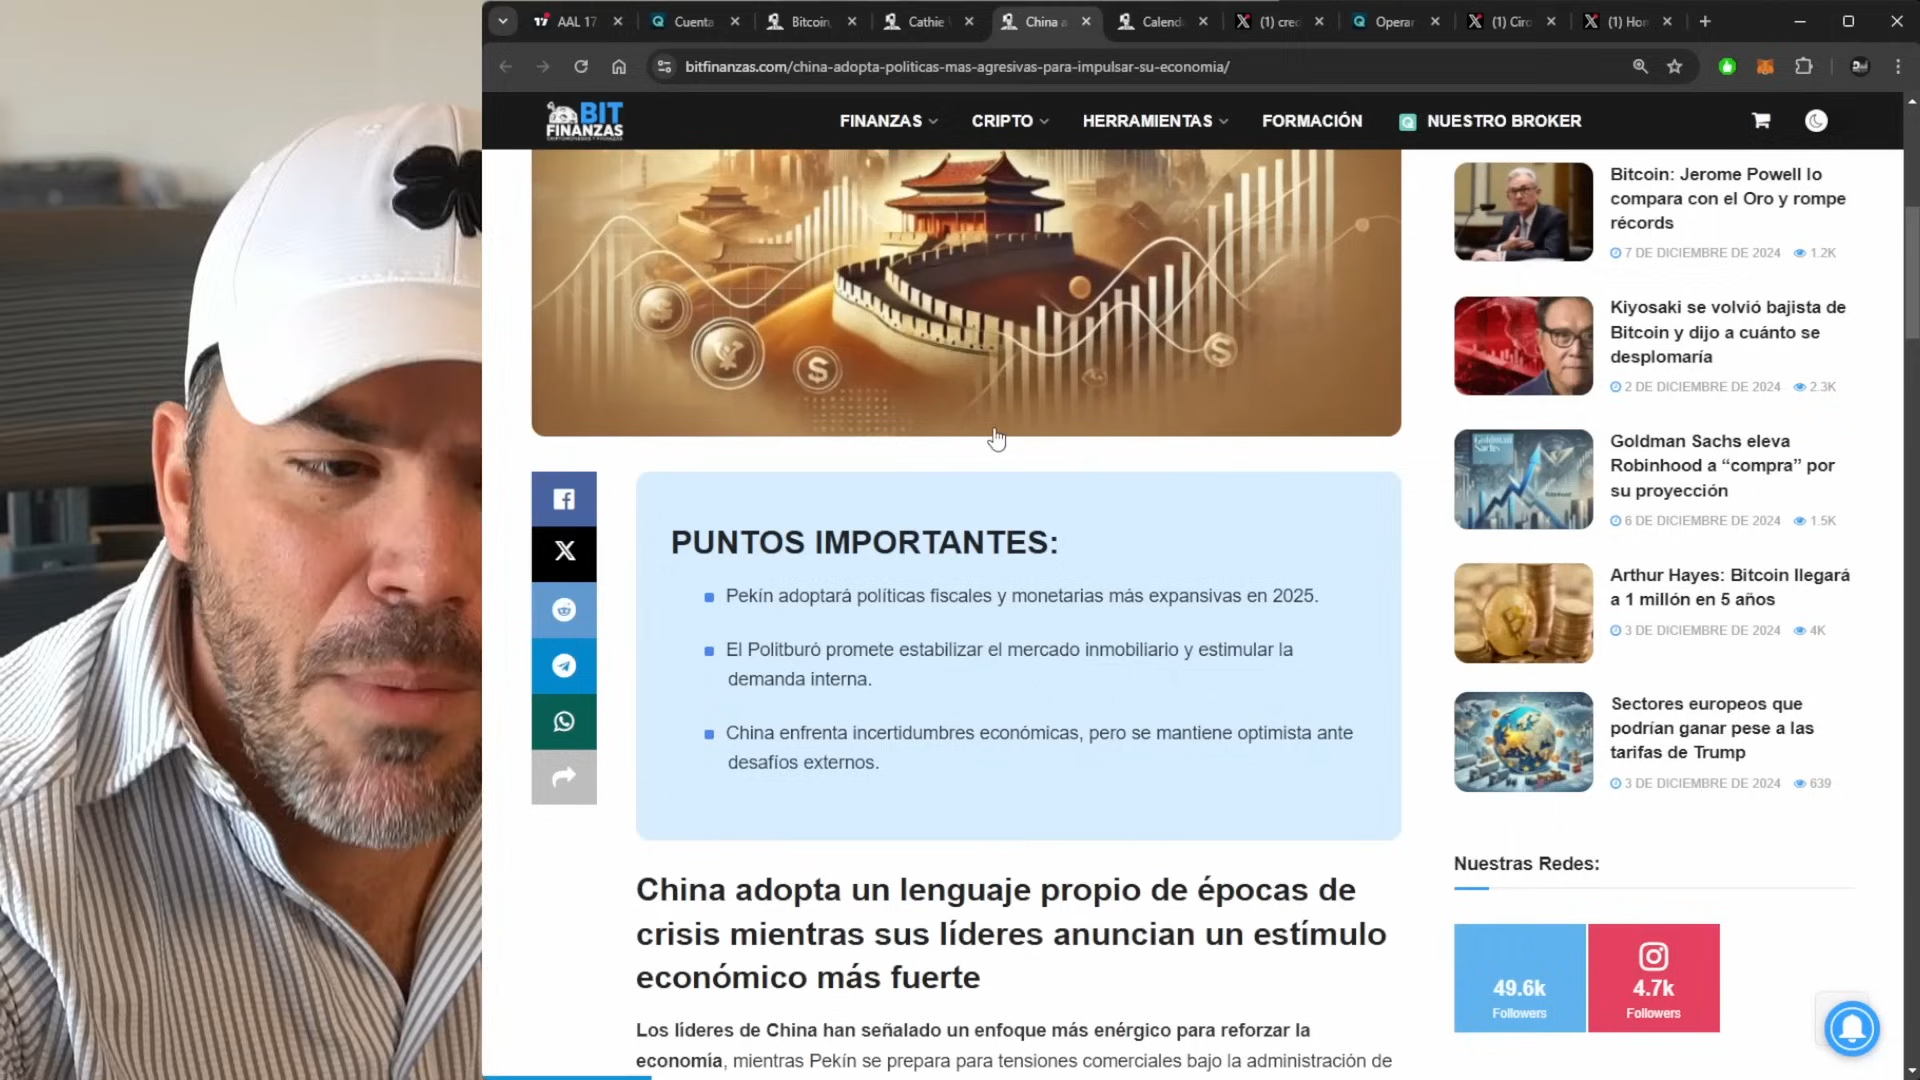 AAL 17
Cuenta
Bitcoin,
Cathie
China a
Calend
(1) cred
Operar
(1) Circ
(1) Hom
bitfinanzas.com/china-adopta-politicas-mas-agresivas-para-impulsar-su-economia/
BIT
FINANZAS
FINANZAS
CRIPTO
HERRAMIENTAS
FORMACIÓN
NUESTRO BROKER
PUNTOS IMPORTANTES:
Pekín adoptará políticas fiscales y monetarias más expansivas en 2025.
El Politburó promete estabilizar el mercado inmobiliario y estimular la
demanda interna.
China enfrenta incertidumbres económicas, pero se mantiene optimista ante
desafíos externos.
China adopta un lenguaje propio de épocas de
crisis mientras sus líderes anuncian un estímulo
económico más fuerte
Los líderes de China han señalado un enfoque más enérgico para reforzar la
economía, mientras Pekín se prepara para tensiones comerciales bajo la administración de
Bitcoin: Jerome Powell lo
compara con el Oro y rompe
récords
7 DE DICIEMBRE DE 2024 1.2K
Kiyosaki se volvió bajista de
Bitcoin y dijo a cuánto se
desplomaría
2 DE DICIEMBRE DE 2024 2.3K
Goldman Sachs eleva
Robinhood a “compra” por
su proyección
6 DE DICIEMBRE DE 2024 1.5K
Arthur Hayes: Bitcoin llegará
a 1 millón en 5 años
3 DE DICIEMBRE DE 2024 4K
Sectores europeos que
podrían ganar pese a las
tarifas de Trump
3 DE DICIEMBRE DE 2024 639
Nuestras Redes:
49.6k
Followers
4.7k
Followers